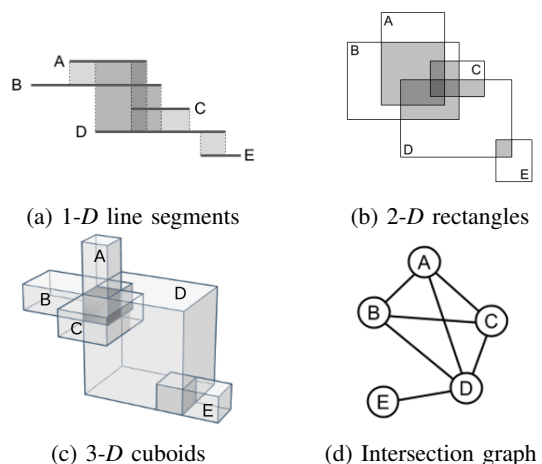 A
B
C
D
E
(a) 1-D line segments
A
B
C
D
E
(b) 2-D rectangles
A
B
C
D
E
(c) 3-D cuboids
A
B
C
D
E
(d) Intersection graph